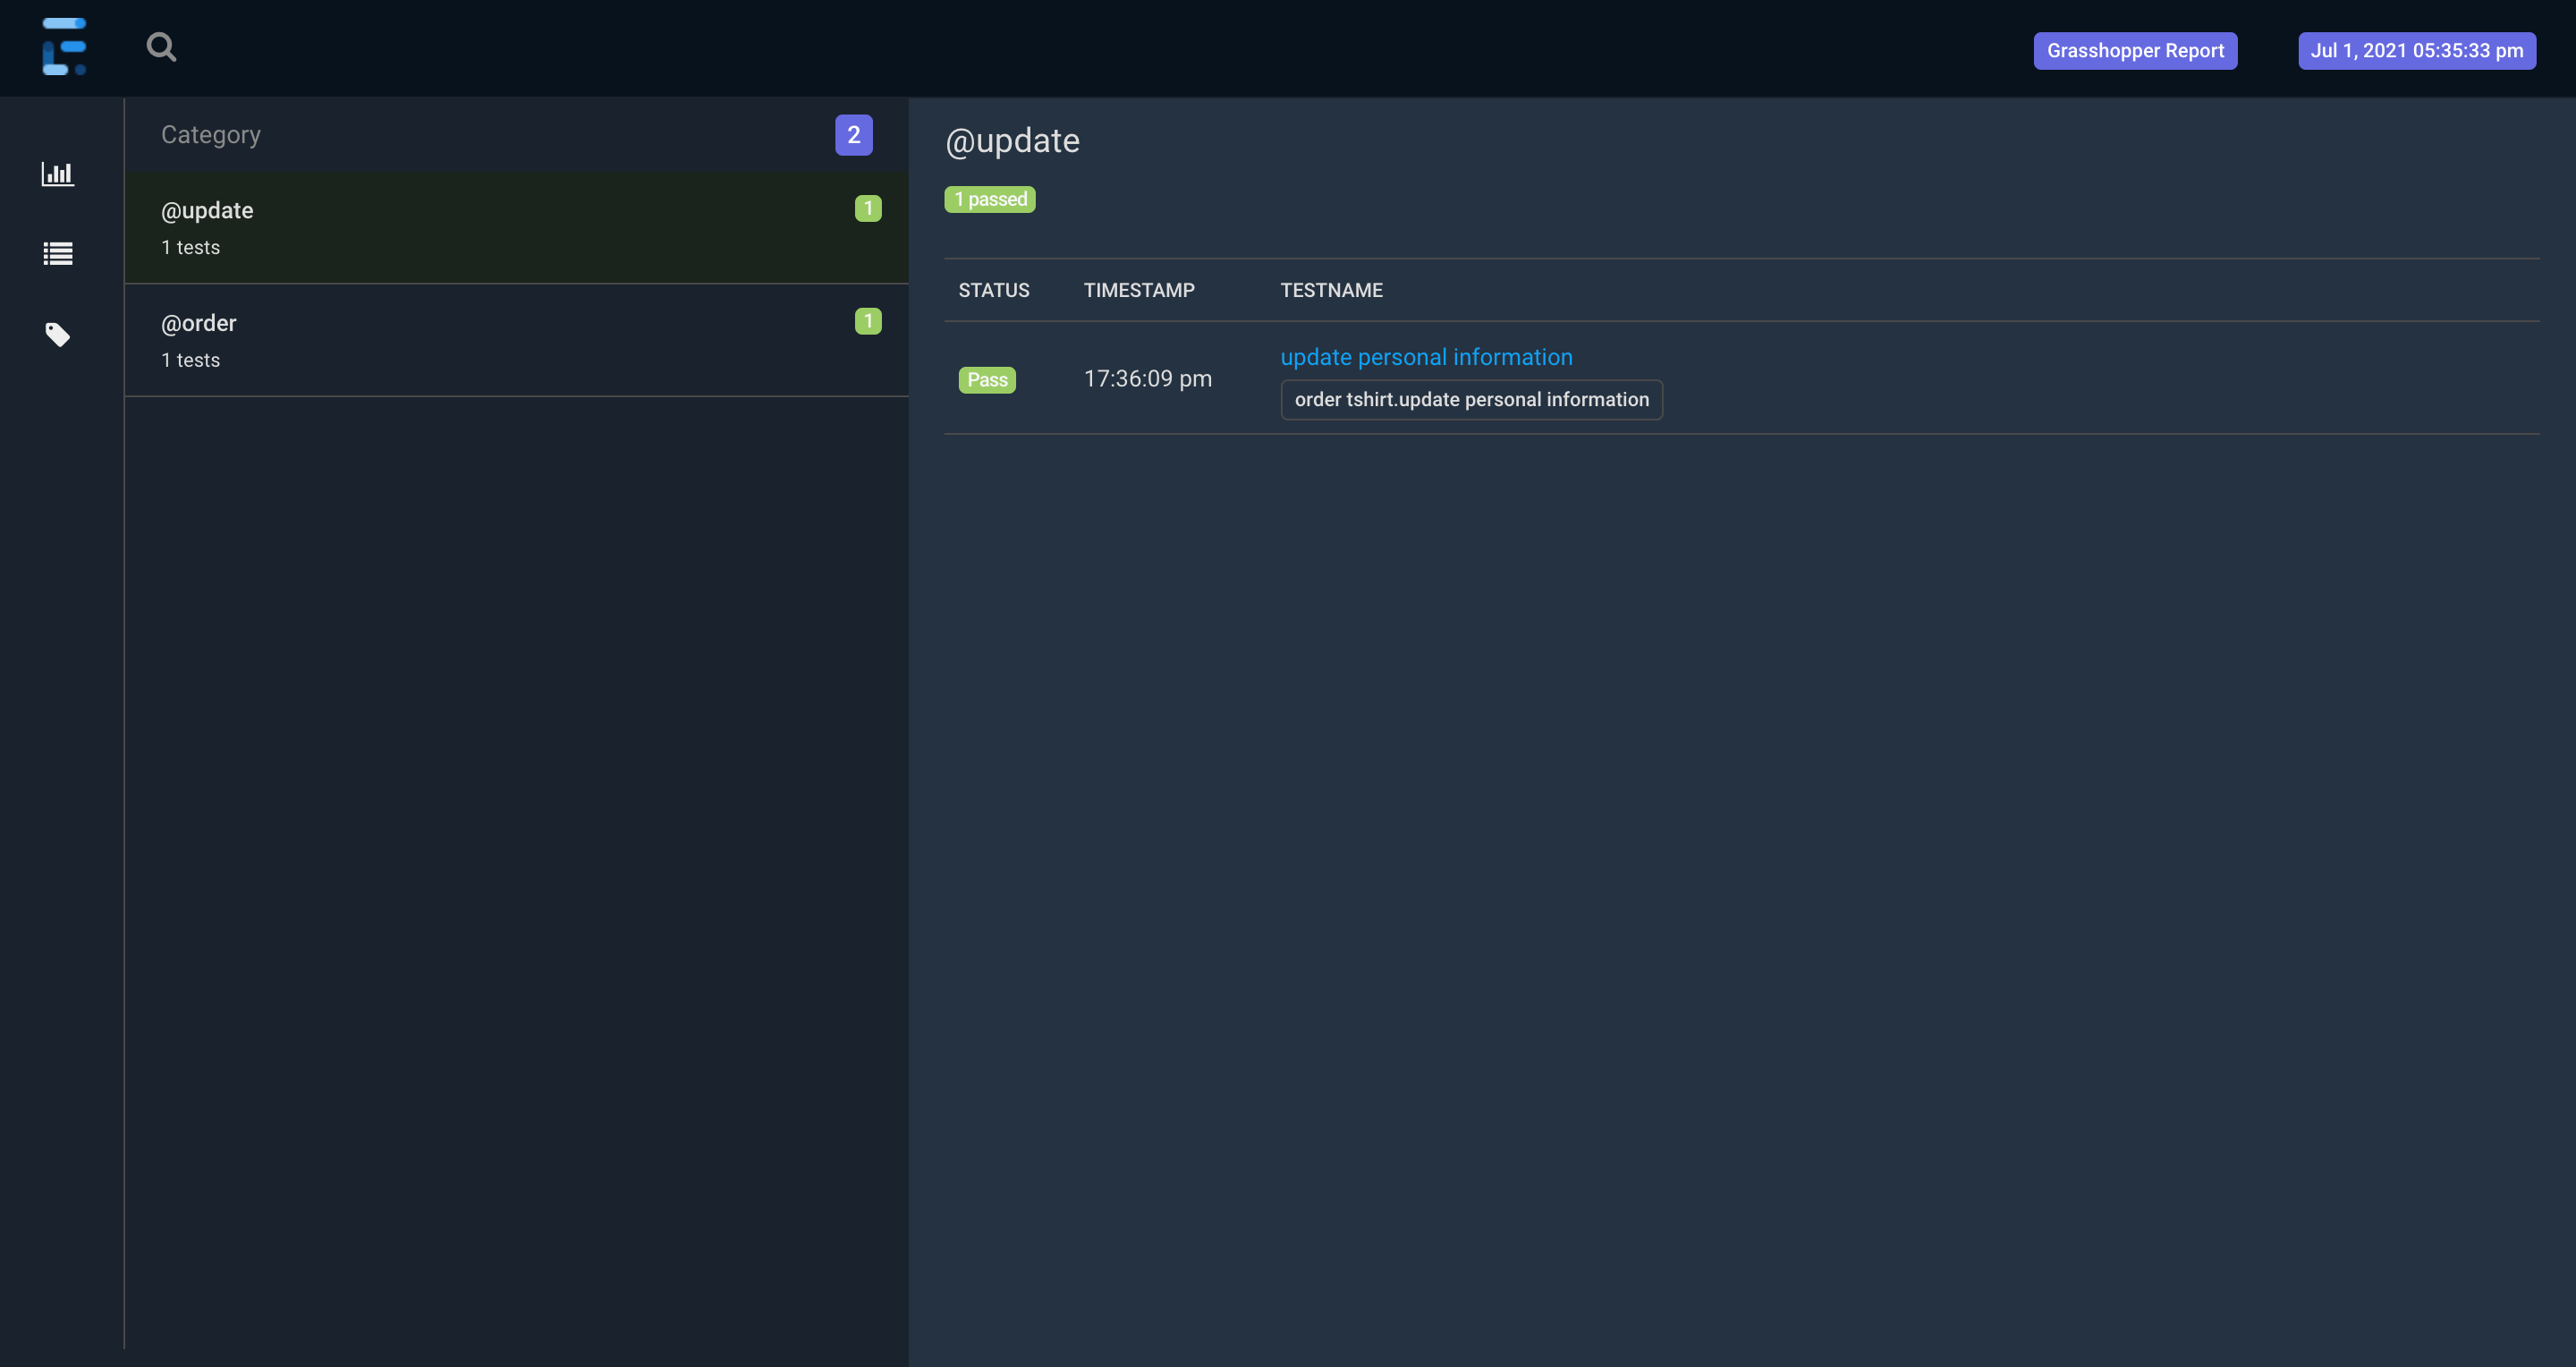 Grasshopper Report
Jul 1, 2021 05:35:33 pm
Category
2
@update
1
1 tests
@order
1
1 tests
@update
1 passed
STATUS TIMESTAMP TESTNAME
Pass 17:36:09 pm
update personal information
order tshirt.update personal information